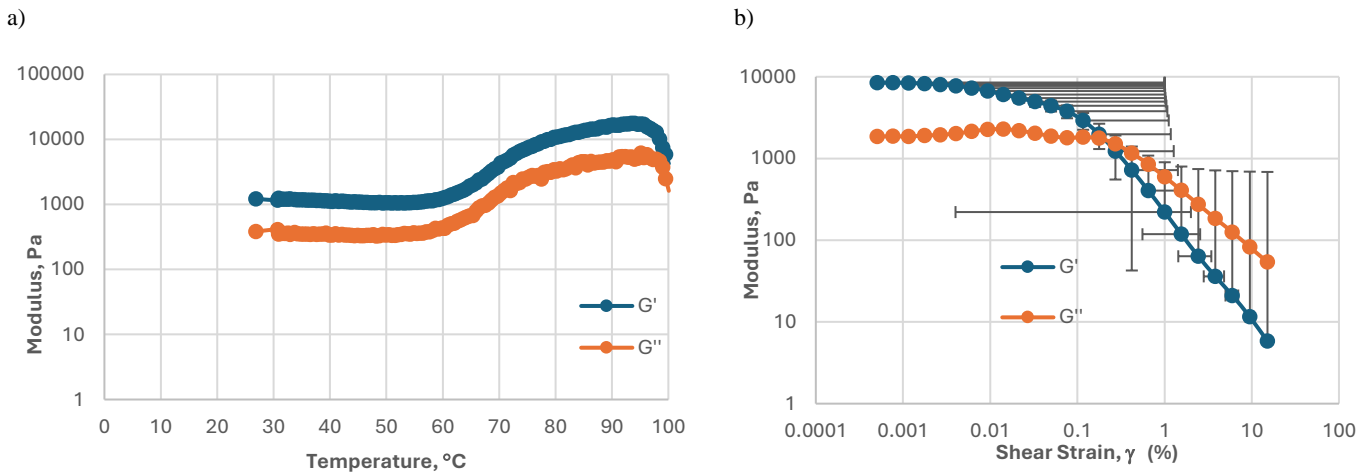 a)
100000
10000
1000
100
10
1
Modulus, Pa
G'
G''
0 10 20 30 40 50 60 70 80 90 100
Temperature, °C
b)
10000
1000
100
10
1
Modulus, Pa
G'
G''
0.0001 0.001 0.01 0.1 1 10 100
Shear Strain, γ (%)